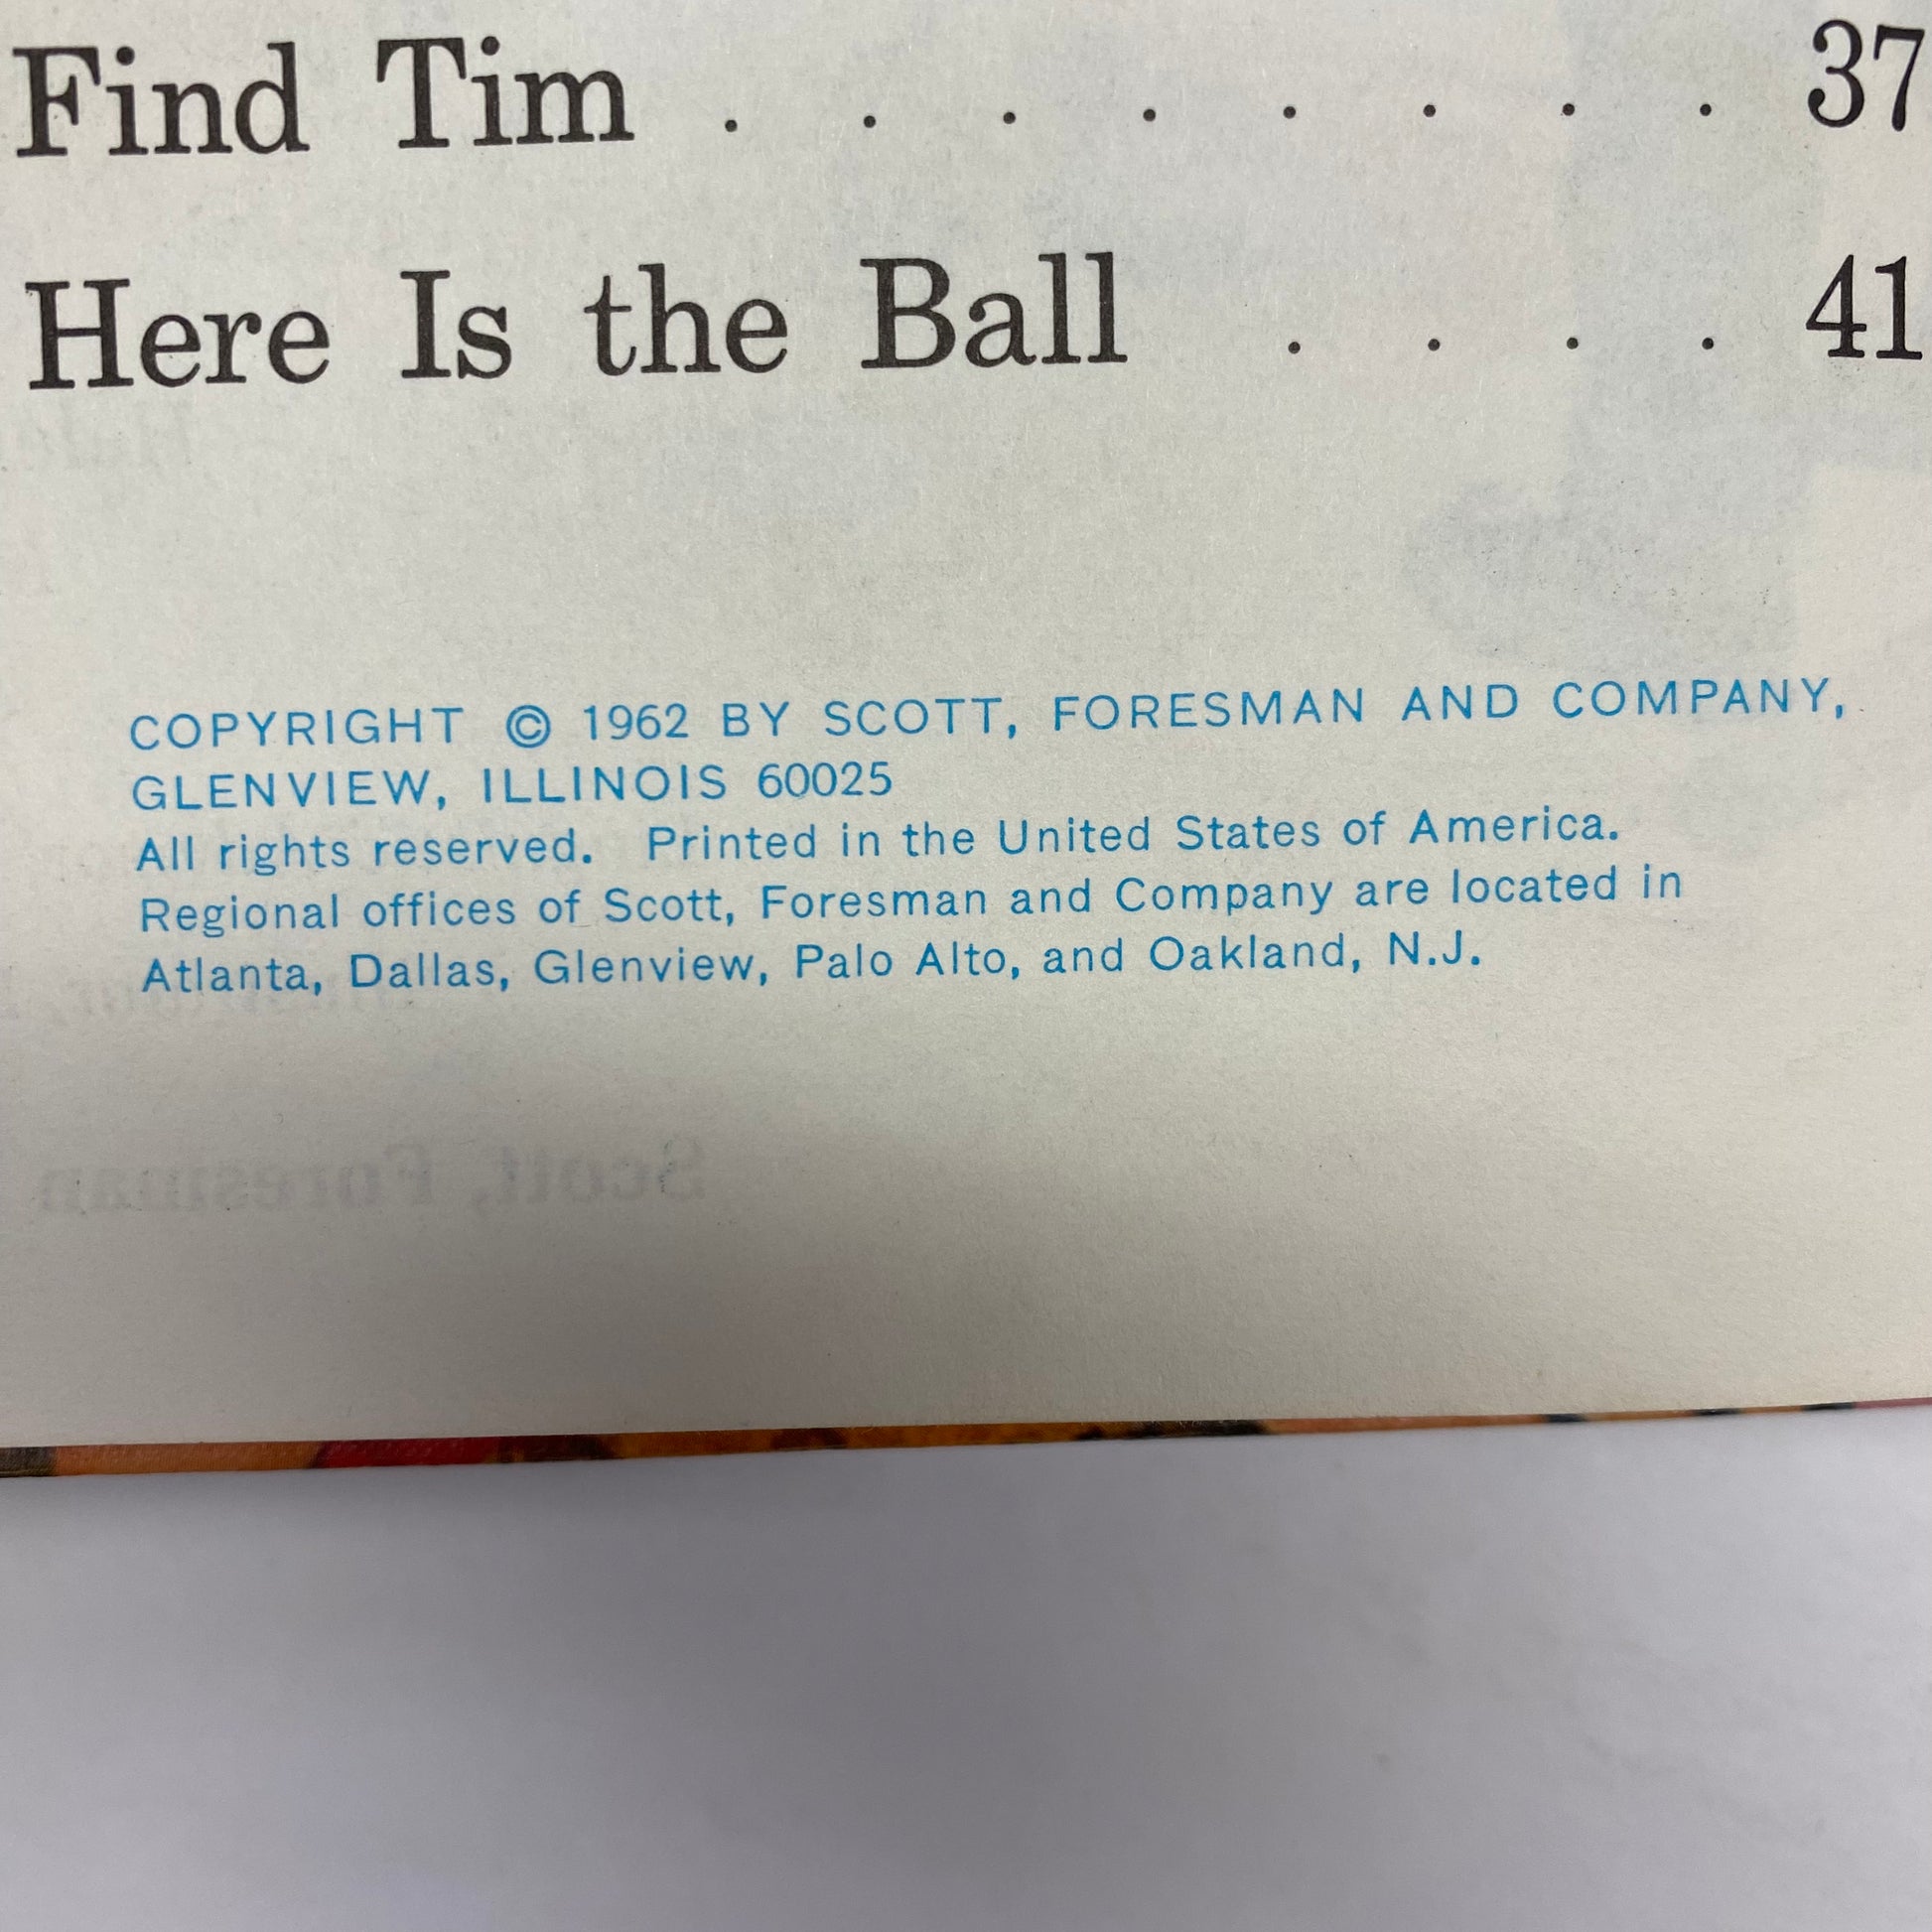 Find Tim . . . . . . . . 37
Here Is the Ball . . . . 41
COPYRIGHT © 1962 BY SCOTT, FORESMAN AND COMPANY,
GLENVIEW, ILLINOIS 60025
All rights reserved. Printed in the United States of America.
Regional offices of Scott, Foresman and Company are located in
Atlanta, Dallas, Glenview, Palo Alto, and Oakland, N.J.
Scott, Foresman